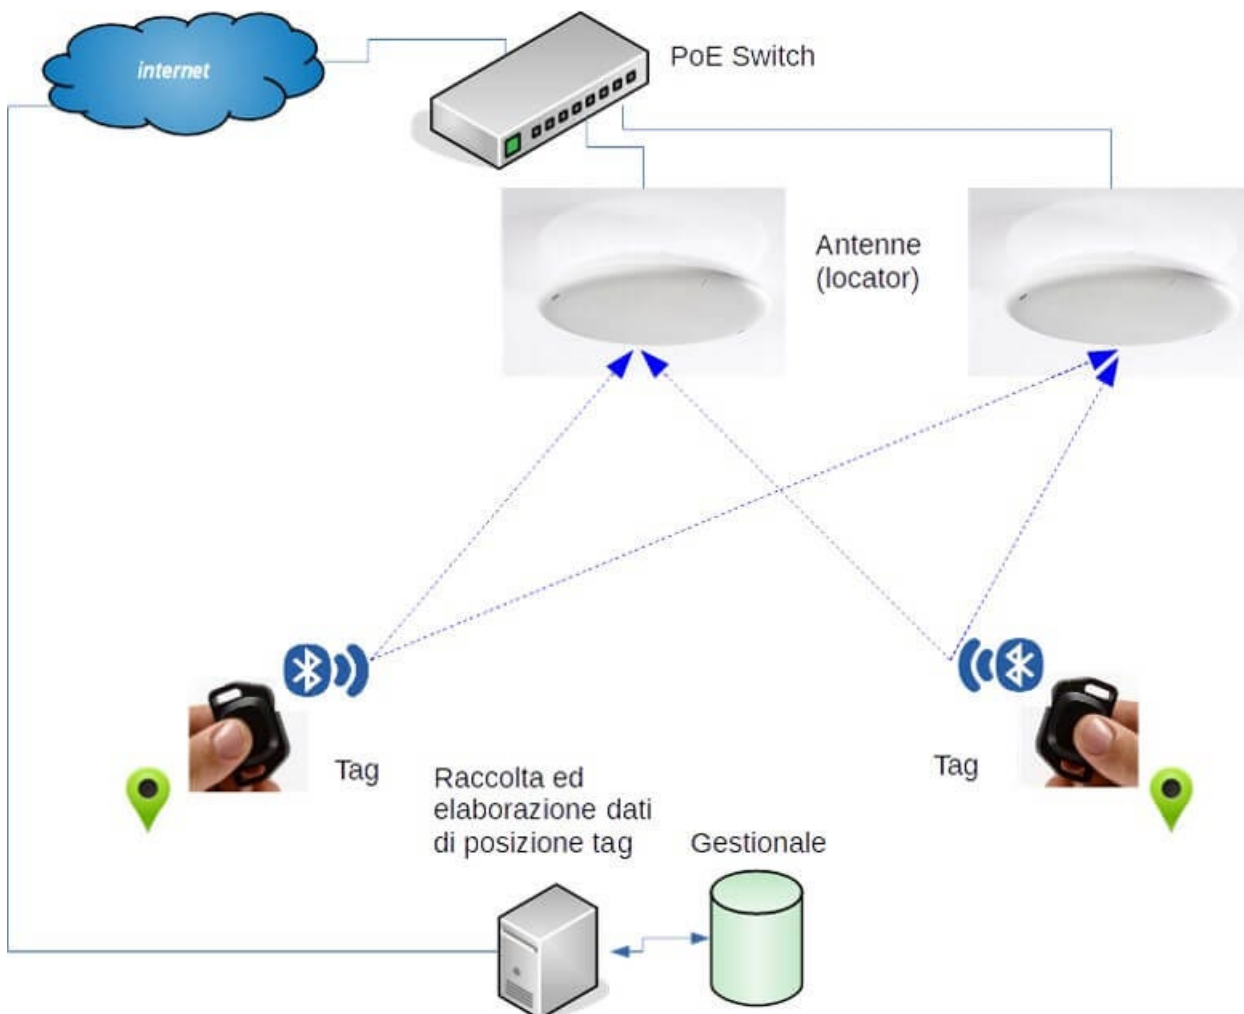 internet
PoE Switch
Antenne
(locator)
Tag
Tag
Raccolta ed
elaborazione dati
di posizione tag
Gestionale